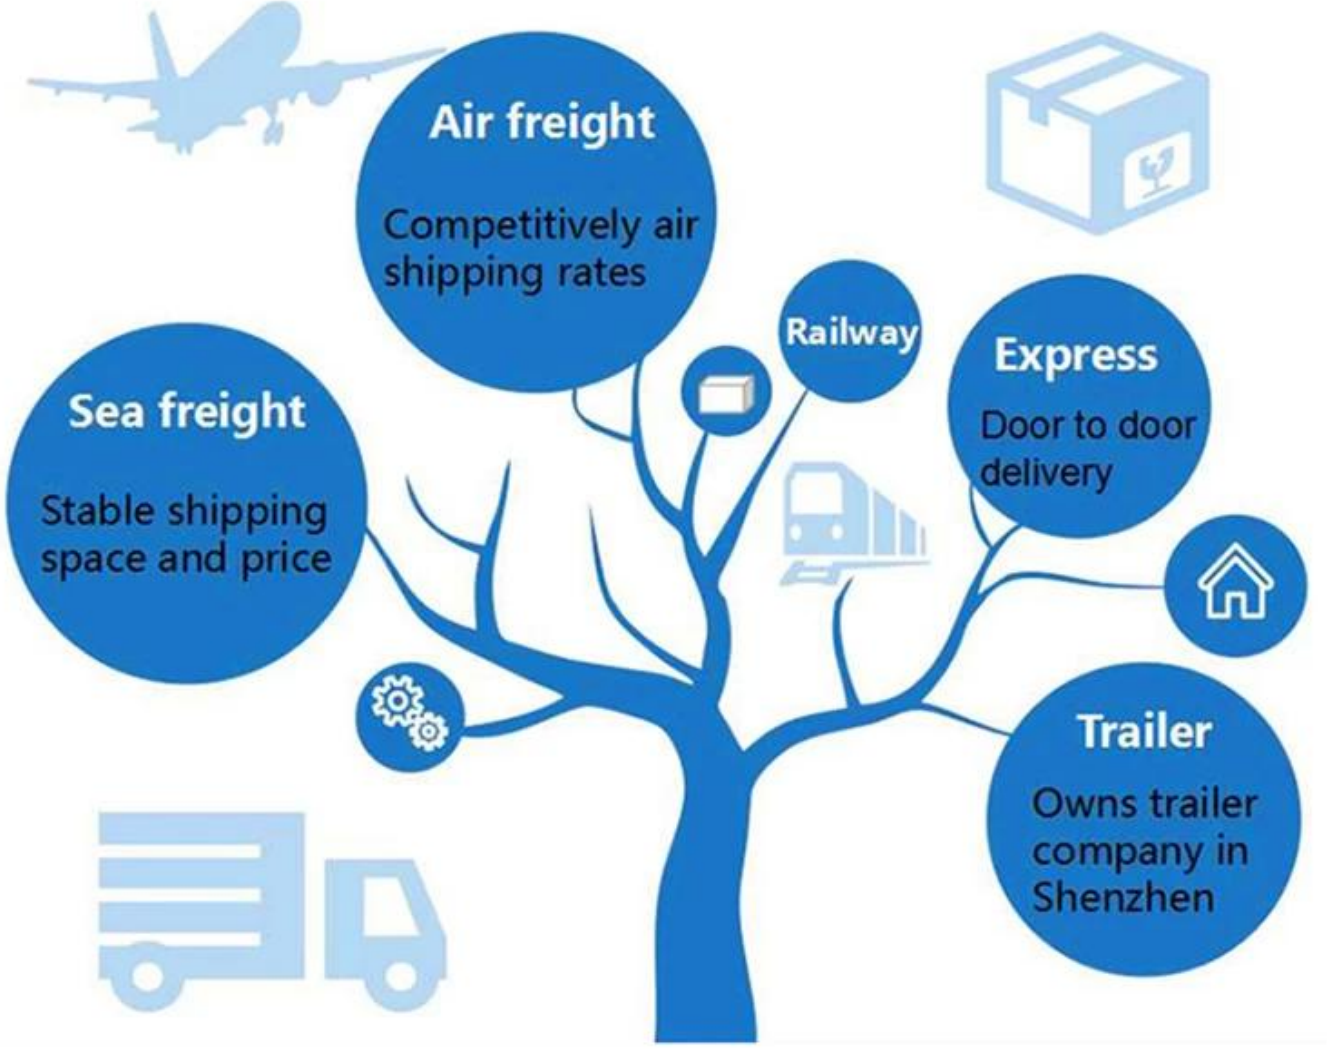 Air freight
Competitively air
shipping rates
Railway
Express
Door to door
delivery
Sea freight
Stable shipping
space and price
Trailer
Owns trailer
company in
Shenzhen